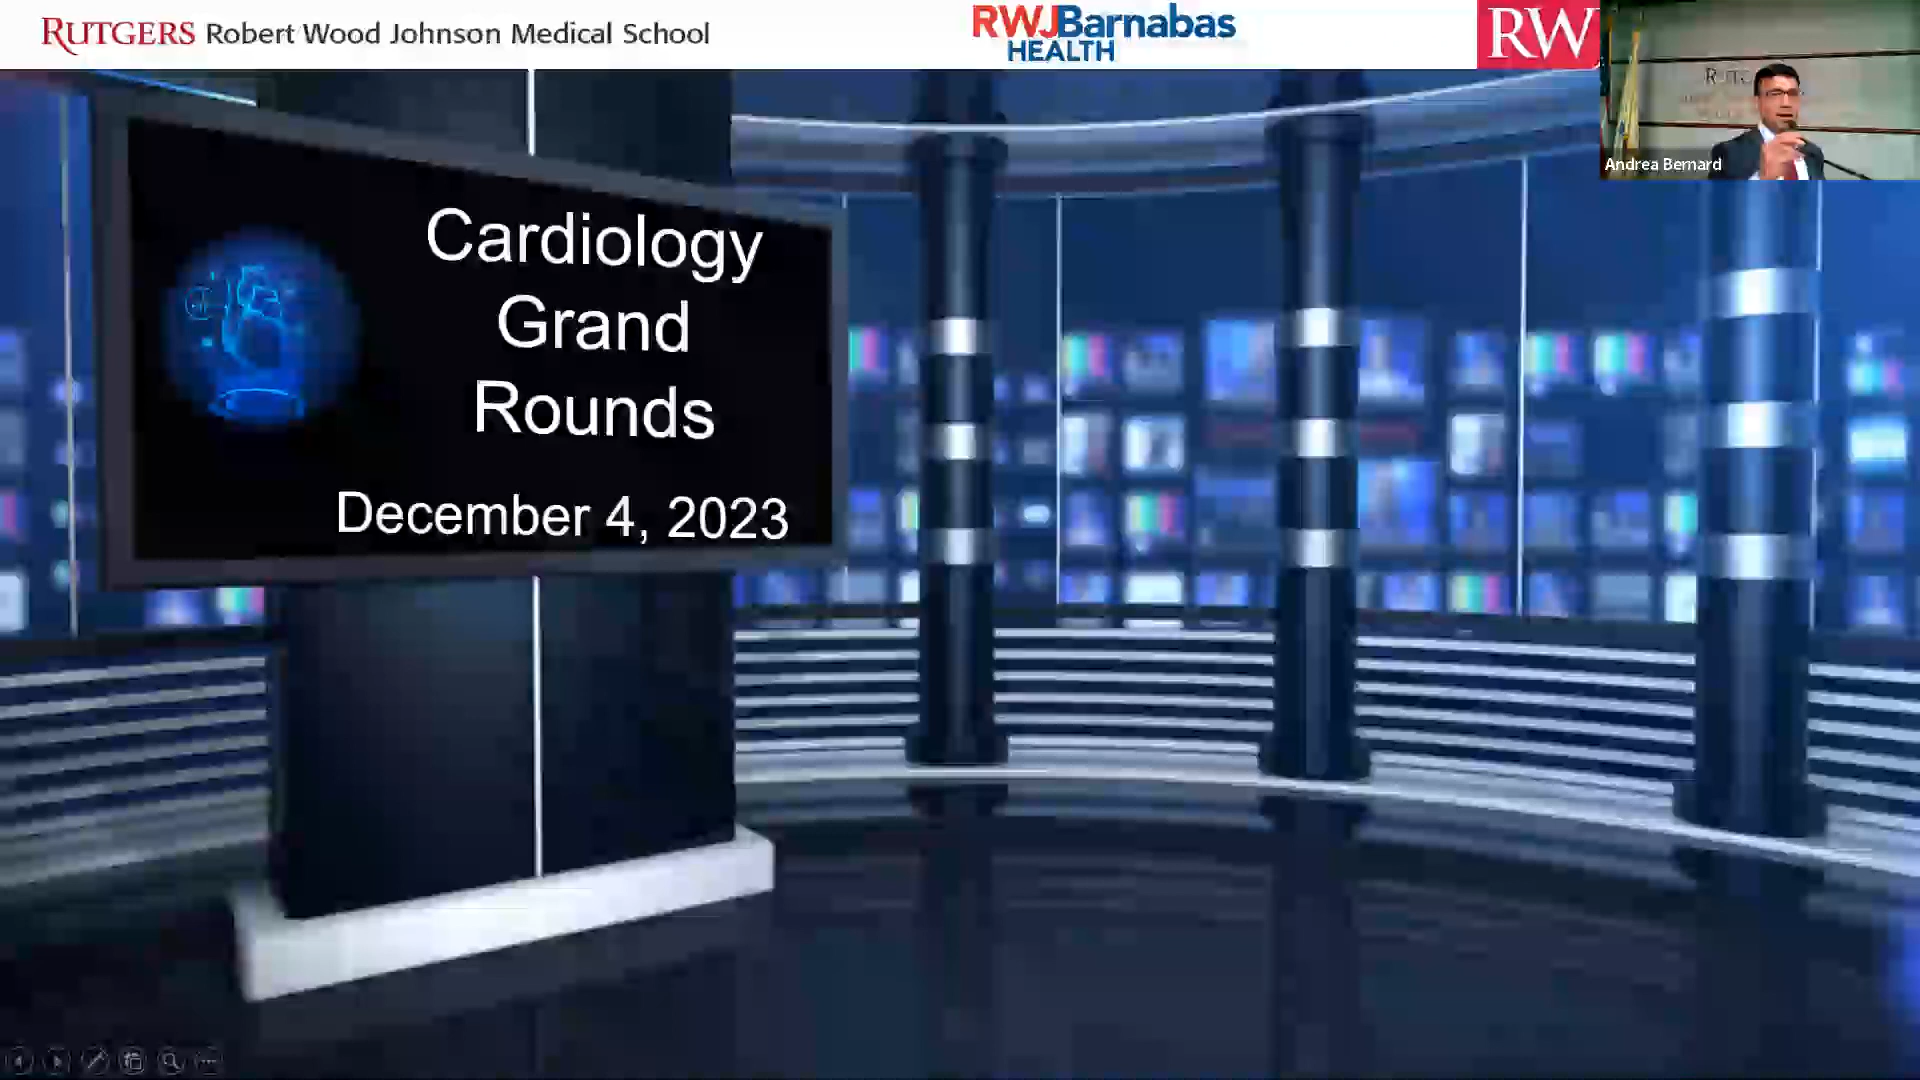 RUTGERS Robert Wood Johnson Medical School
RWJBarnabas
HEALTH
RW
Andrea Bernard
Cardiology
Grand
Rounds
December 4, 2023